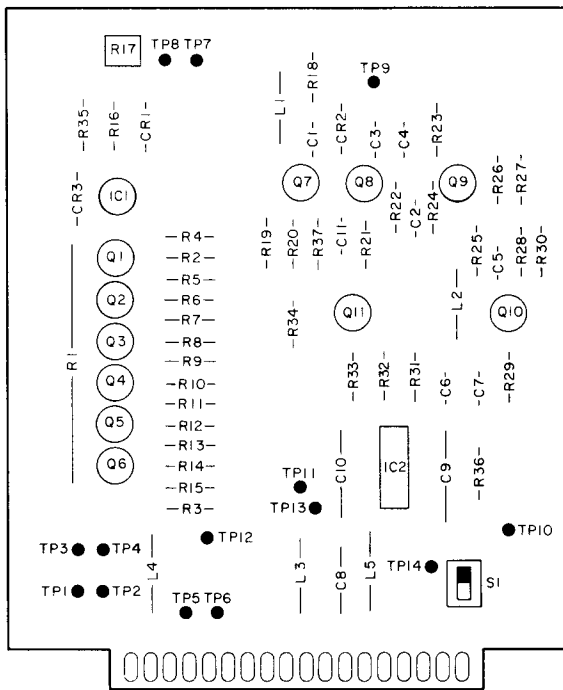 R17
TP8 TP7
TP9
-R35-
-R16-
-CR1-
L1
-R18-
-C1-
-CR2-
-C3-
-C4-
-R23-
-CR3-
IC1
Q7
Q8
Q9
-R22-
-C2-
-R24-
-R26-
-R27-
-R19-
-R20-
-R37-
-C11-
-R21-
-R25-
-C5-
-R28-
-R30-
R1
Q1
Q2
Q3
Q4
Q5
Q6
-R4-
-R2-
-R5-
-R6-
-R7-
-R8-
-R9-
-R10-
-R11-
-R12-
-R13-
-R14-
-R15-
-R3-
-R34-
Q11
L2
Q10
-R33-
-R32-
-R31-
-C6-
-C7-
-R29-
TP11
TP13
C10
IC2
C9
-R36-
TP10
TP3 TP4
TP12
TP1 TP2
L4
TP5 TP6
L3
C8
L5
TP14
S1